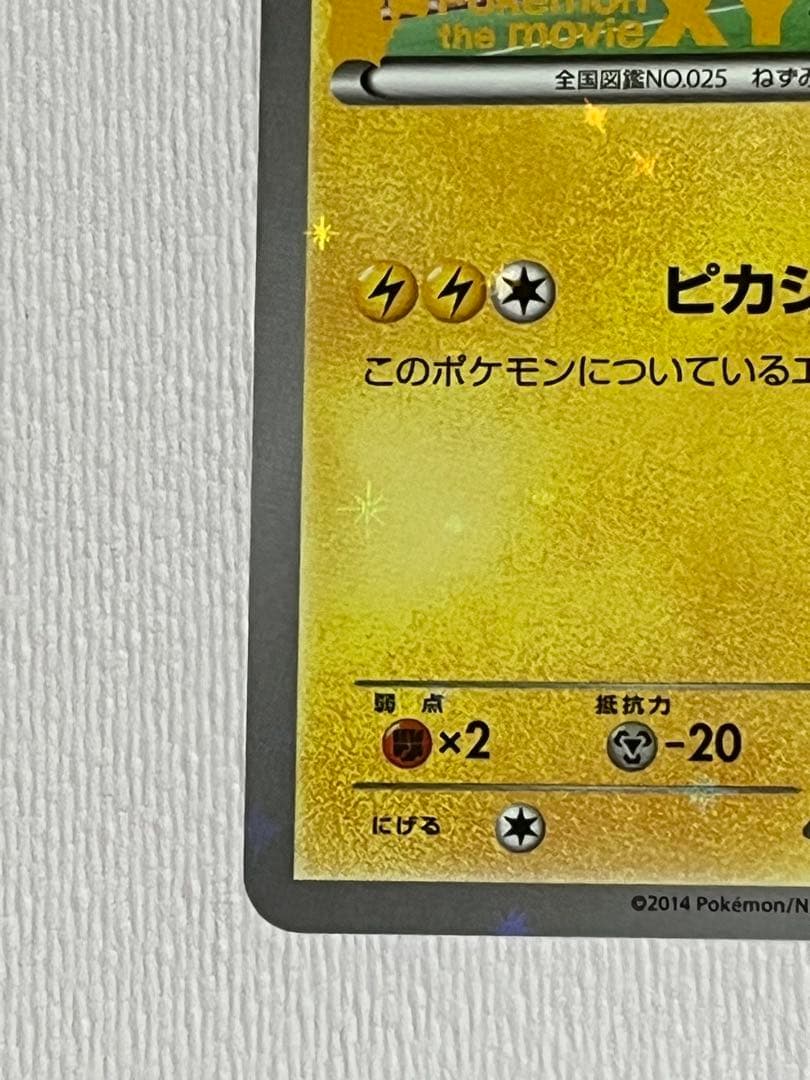 Pokémon
the movie XY
全国図鑑NO.025 ねずみ
ピカシ
このポケモンについているエ
弱点 抵抗力
×2 -20
にげる
©2014 Pokémon/N